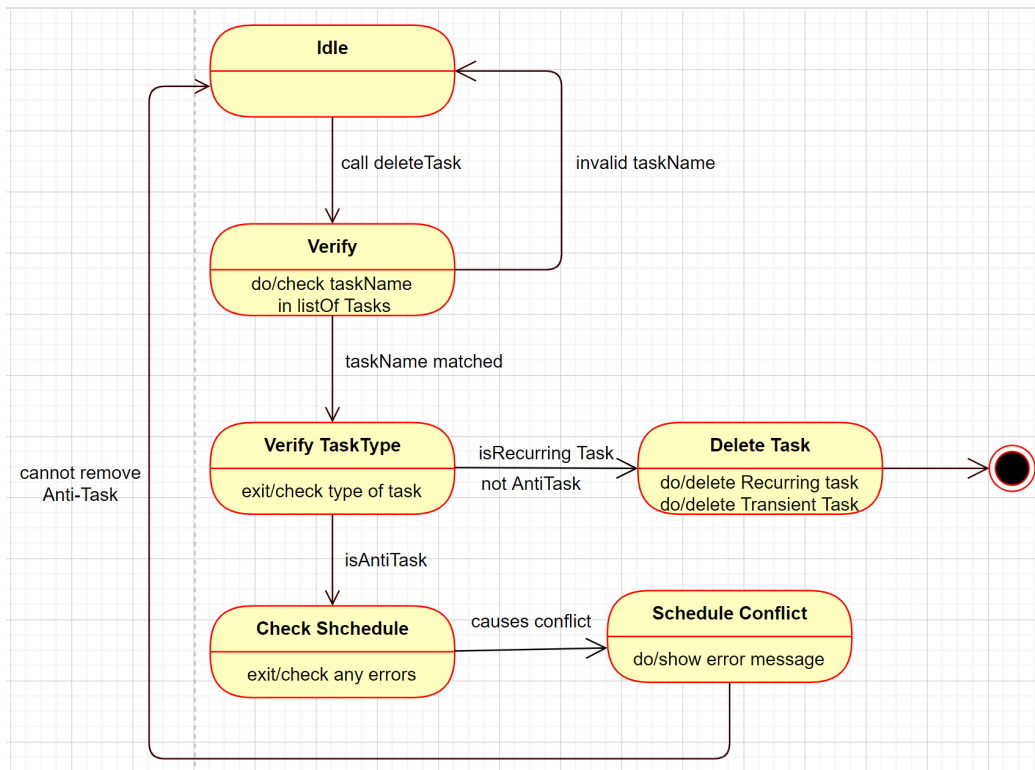 Idle
call deleteTask
invalid taskName
Verify
do/check taskName
in listOf Tasks
taskName matched
Verify TaskType
exit/check type of task
isRecurring Task
not AntiTask
Delete Task
do/delete Recurring task
do/delete Transient Task
cannot remove
Anti-Task
isAntiTask
Check Shchedule
exit/check any errors
causes conflict
Schedule Conflict
do/show error message